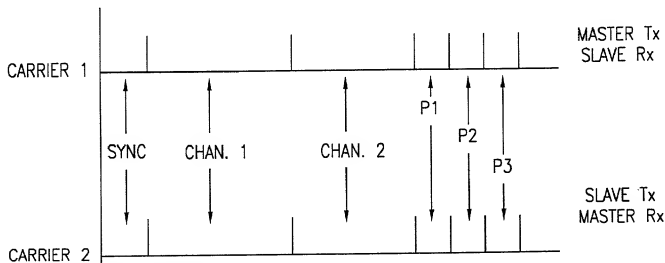 MASTER Tx
SLAVE Rx
CARRIER 1
P1
P2
SYNC
CHAN. 1
CHAN. 2
P3
SLAVE Tx
MASTER Rx
CARRIER 2